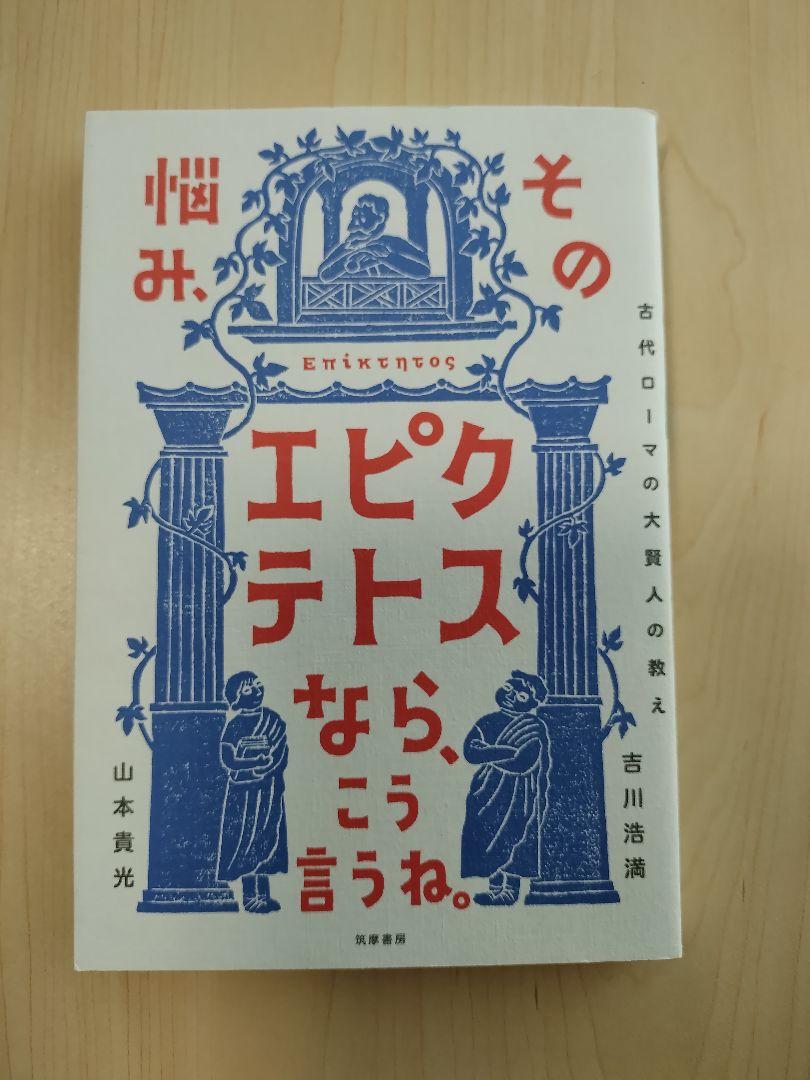 その
悩み、
Επίκτητος
エピク
テトス
なら、
こう
言うね。
古代ローマの大賢人の教え
吉川浩満
山本貴光
筑摩書房